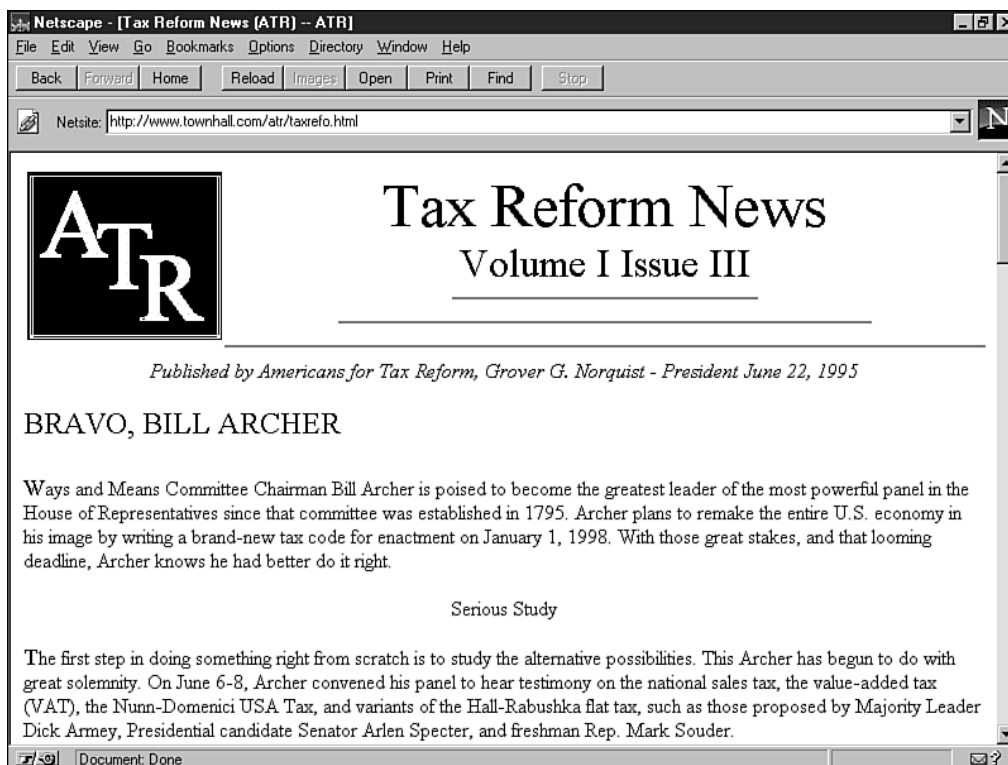 Netscape - [Tax Reform News (ATR) -- ATR]
File Edit View Go Bookmarks Options Directory Window Help
Back Forward Home Reload Images Open Print Find Stop
Netsite: http://www.townhall.com/atr/taxrefo.html
N
ATR
Tax Reform News
Volume I Issue III
Published by Americans for Tax Reform, Grover G. Norquist - President June 22, 1995
BRAVO, BILL ARCHER
Ways and Means Committee Chairman Bill Archer is poised to become the greatest leader of the most powerful panel in the
House of Representatives since that committee was established in 1795. Archer plans to remake the entire U.S. economy in
his image by writing a brand-new tax code for enactment on January 1, 1998. With those great stakes, and that looming
deadline, Archer knows he had better do it right.
Serious Study
The first step in doing something right from scratch is to study the alternative possibilities. This Archer has begun to do with
great solemnity. On June 6-8, Archer convened his panel to hear testimony on the national sales tax, the value-added tax
(VAT), the Nunn-Domenici USA Tax, and variants of the Hall-Rabushka flat tax, such as those proposed by Majority Leader
Dick Armey, Presidential candidate Senator Arlen Specter, and freshman Rep. Mark Souder.
Document: Done